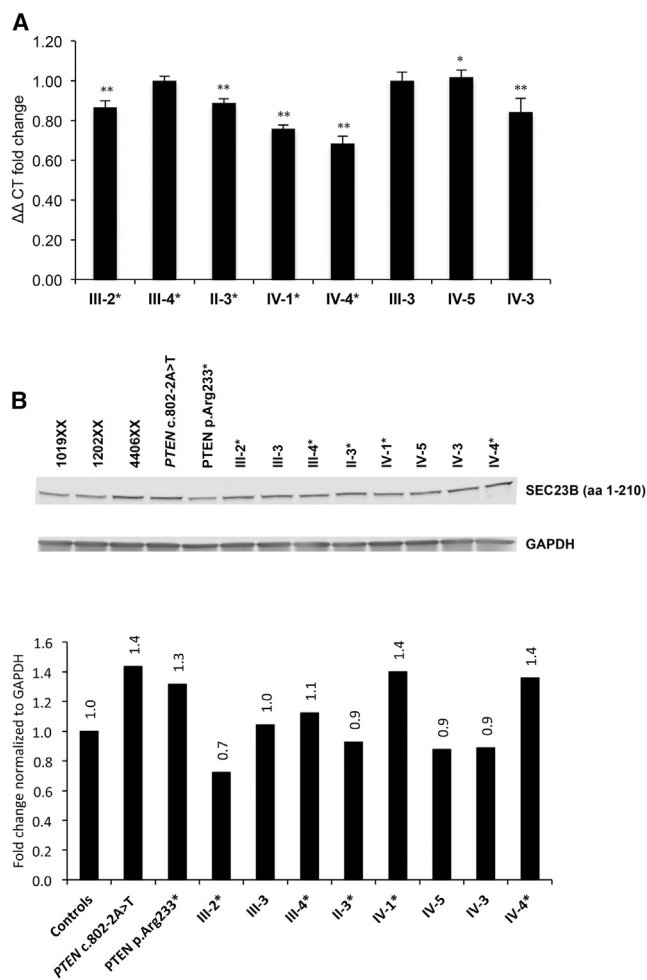 A
1.20
1.00
0.80
0.60
0.40
0.20
0.00
ΔΔ CT fold change
** ** ** ** * **
III-2* III-4* II-3* IV-1* IV-4* III-3 IV-5 IV-3
B
1019XX 1202XX 4406XX PTEN c.802-2A>T PTEN p.Arg233* III-2* III-3 III-4* II-3* IV-1* IV-5 IV-3 IV-4*
SEC23B (aa 1-210)
GAPDH
1.6
1.4
1.2
1.0
0.8
0.6
0.4
0.2
0.0
Fold change normalized to GAPDH
1.0 1.4 1.3 0.7 1.0 1.1 0.9 1.4 0.9 0.9 1.4
Controls PTEN c.802-2A>T PTEN p.Arg233* III-2* III-3 III-4* II-3* IV-1* IV-5 IV-3 IV-4*